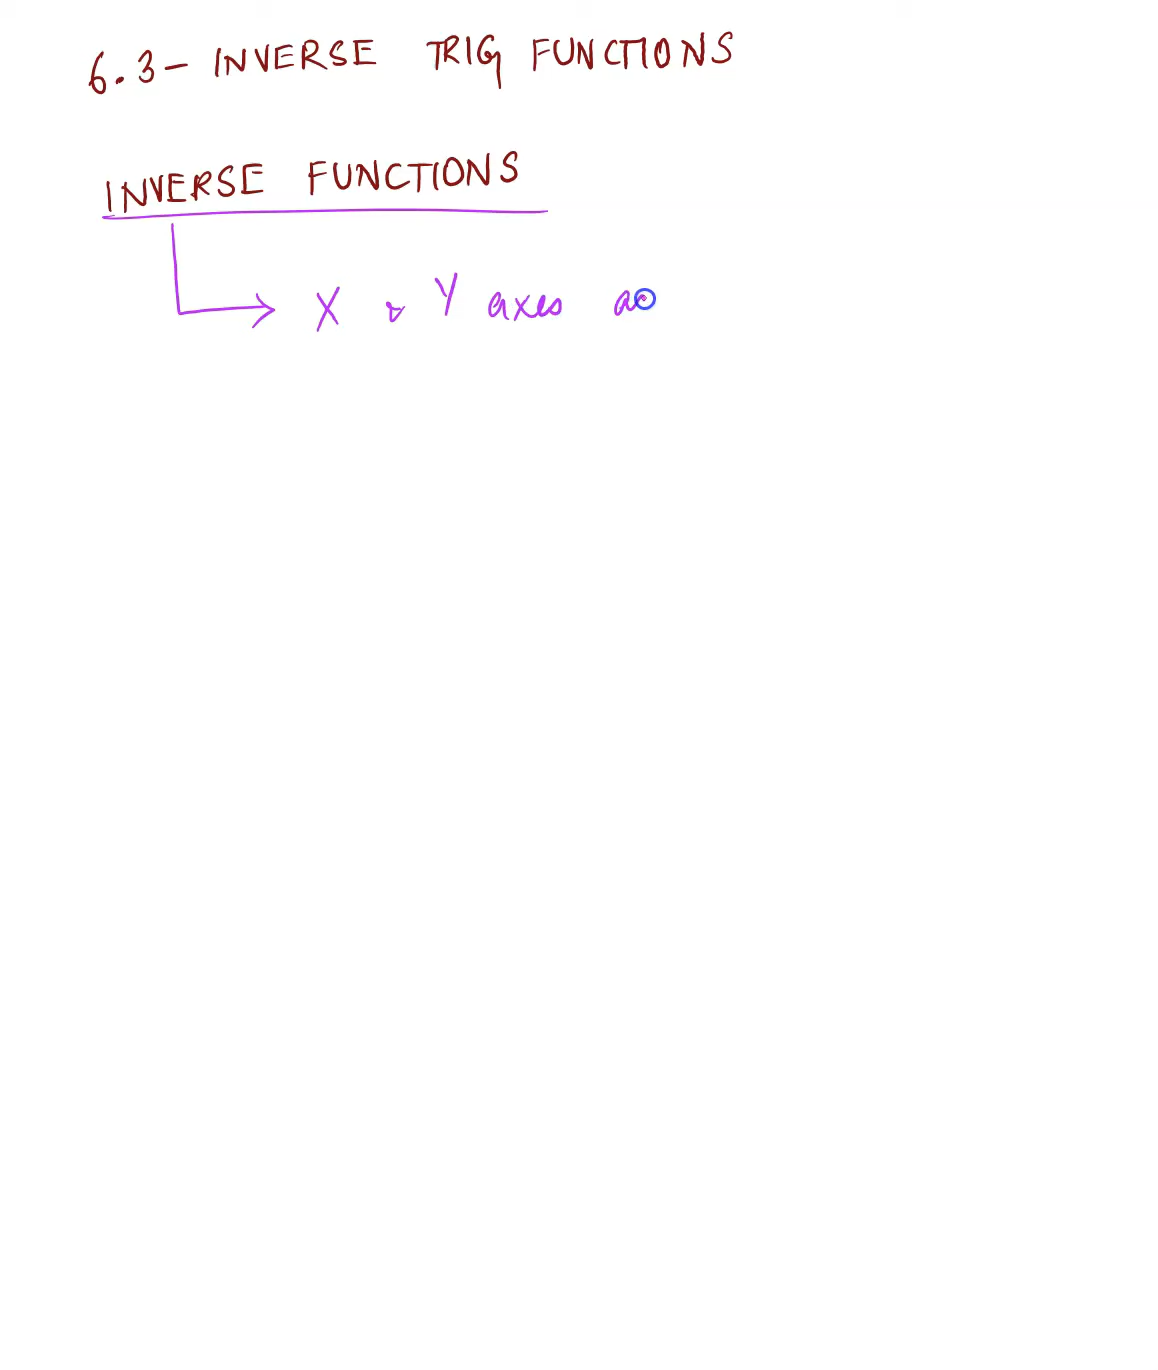 6.3 - INVERSE TRIG FUNCTIONS
INVERSE FUNCTIONS
X & Y axes